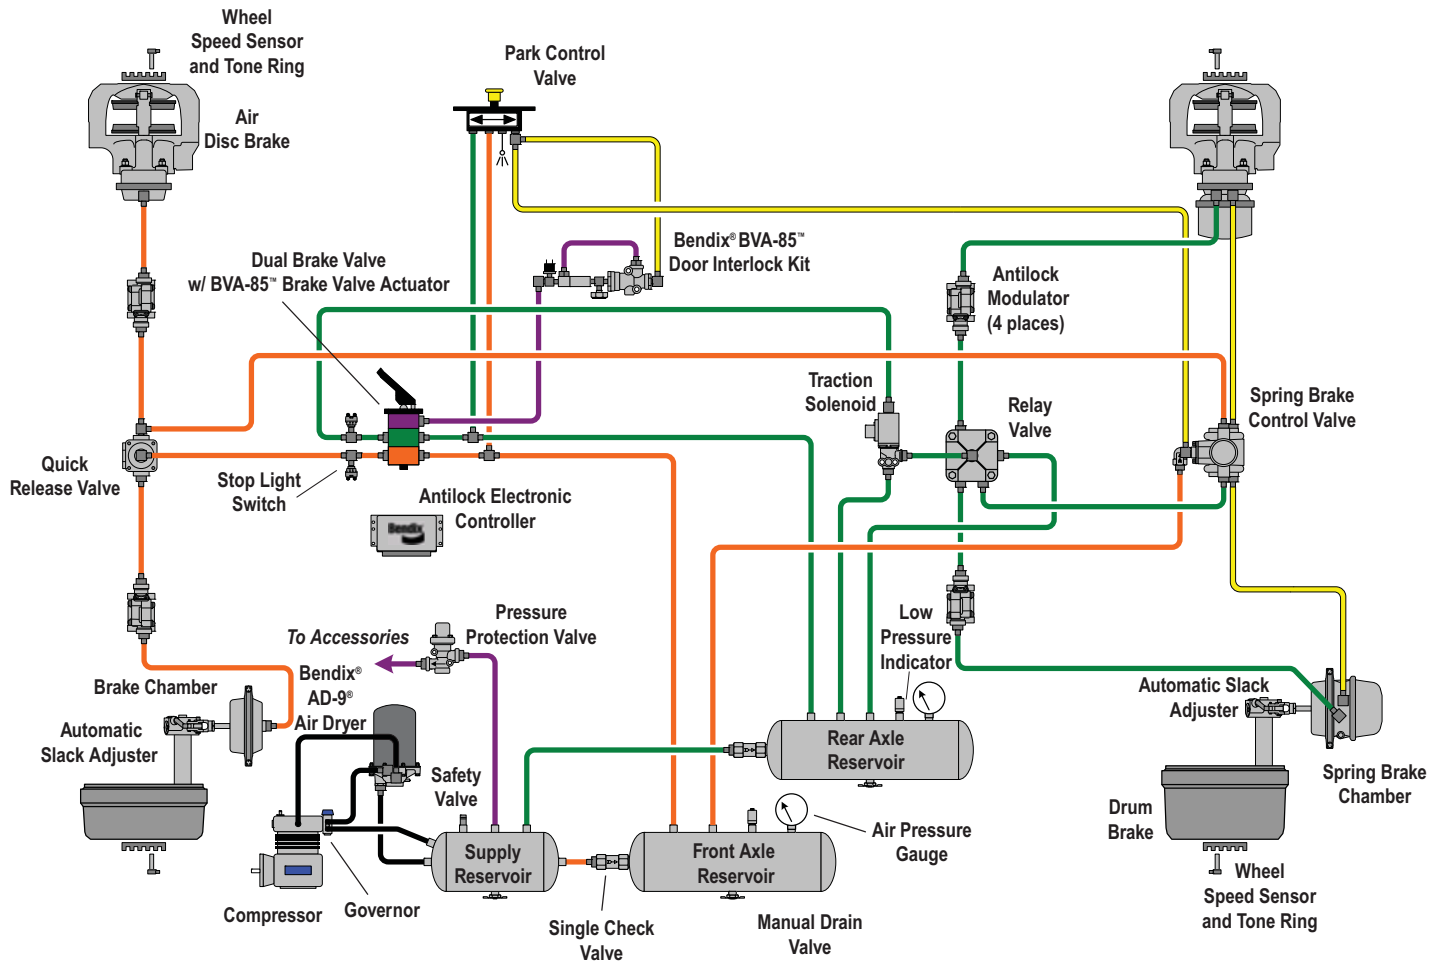 Wheel
Speed Sensor
and Tone Ring
Air
Disc Brake
Park Control
Valve
Dual Brake Valve
w/ BVA-85™ Brake Valve Actuator
Bendix® BVA-85™
Door Interlock Kit
Antilock
Modulator
(4 places)
Traction
Solenoid
Relay
Valve
Spring Brake
Control Valve
Quick
Release Valve
Stop Light
Switch
Antilock Electronic
Controller
Bendix
To Accessories
Pressure
Protection Valve
Low
Pressure
Indicator
Bendix®
AD-9®
Air Dryer
Brake Chamber
Automatic
Slack Adjuster
Automatic Slack
Adjuster
Rear Axle
Reservoir
Safety
Valve
Spring Brake
Chamber
Drum
Brake
Air Pressure
Gauge
Supply
Reservoir
Front Axle
Reservoir
Compressor
Governor
Single Check
Valve
Manual Drain
Valve
Wheel
Speed Sensor
and Tone Ring